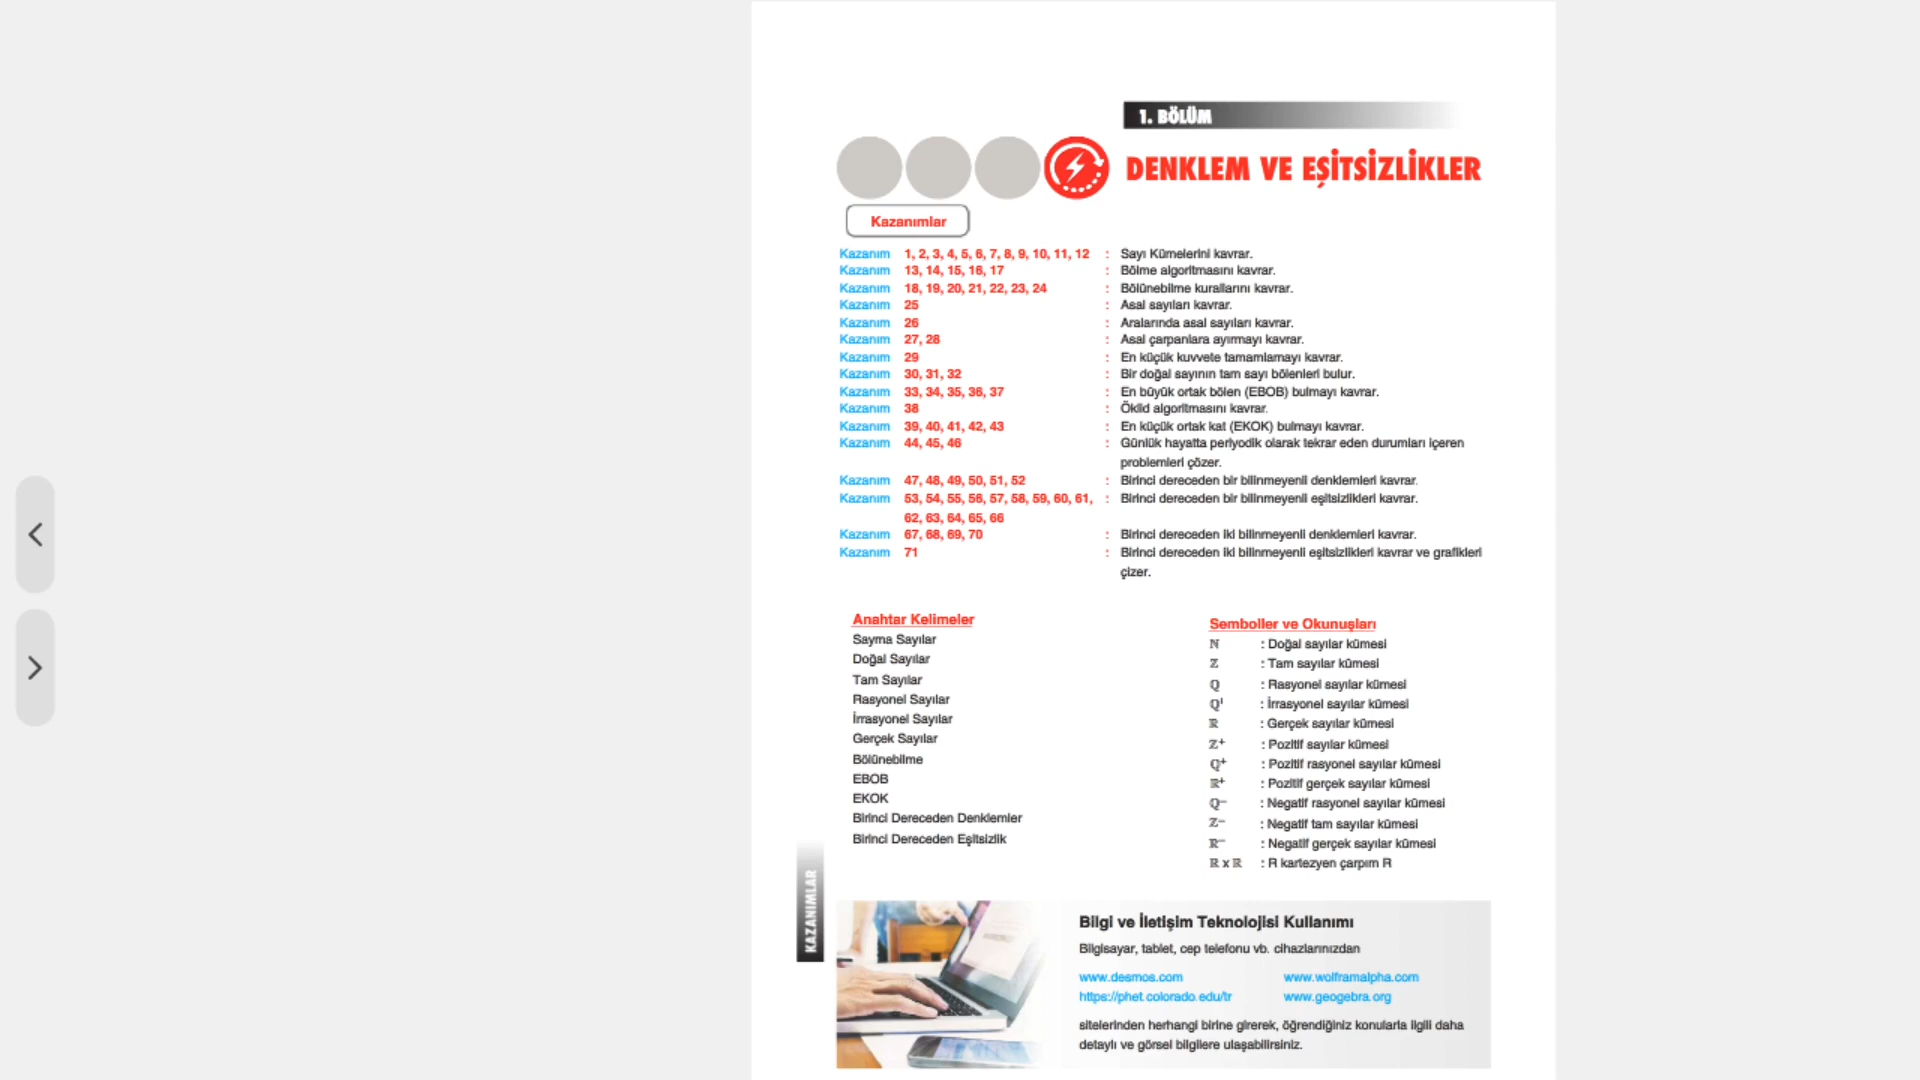 1. BÖLÜM
DENKLEM VE EŞİTSİZLİKLER
Kazanımlar
Kazanım 1, 2, 3, 4, 5, 6, 7, 8, 9, 10, 11, 12 : Sayı Kümelerini kavrar.
Kazanım 13, 14, 15, 16, 17 : Bölme algoritmasını kavrar.
Kazanım 18, 19, 20, 21, 22, 23, 24 : Bölünebilme kurallarını kavrar.
Kazanım 25 : Asal sayıları kavrar.
Kazanım 26 : Aralarında asal sayıları kavrar.
Kazanım 27, 28 : Asal çarpanlara ayırmayı kavrar.
Kazanım 29 : En küçük kuvvete tamamlamayı kavrar.
Kazanım 30, 31, 32 : Bir doğal sayının tam sayı bölenleri bulur.
Kazanım 33, 34, 35, 36, 37 : En büyük ortak bölen (EBOB) bulmayı kavrar.
Kazanım 38 : Öklid algoritmasını kavrar.
Kazanım 39, 40, 41, 42, 43 : En küçük ortak kat (EKOK) bulmayı kavrar.
Kazanım 44, 45, 46 : Günlük hayatta periyodik olarak tekrar eden durumları içeren
problemleri çözer.
Kazanım 47, 48, 49, 50, 51, 52 : Birinci dereceden bir bilinmeyenli denklemleri kavrar.
Kazanım 53, 54, 55, 56, 57, 58, 59, 60, 61, : Birinci dereceden bir bilinmeyenli eşitsizlikleri kavrar.
62, 63, 64, 65, 66
Kazanım 67, 68, 69, 70 : Birinci dereceden iki bilinmeyenli denklemleri kavrar.
Kazanım 71 : Birinci dereceden iki bilinmeyenli eşitsizlikleri kavrar ve grafikleri
çizer.
Anahtar Kelimeler
Sayma Sayılar
Doğal Sayılar
Tam Sayılar
Rasyonel Sayılar
İrrasyonel Sayılar
Gerçek Sayılar
Bölünebilme
EBOB
EKOK
Birinci Dereceden Denklemler
Birinci Dereceden Eşitsizlik
Semboller ve Okunuşları
ℕ : Doğal sayılar kümesi
ℤ : Tam sayılar kümesi
ℚ : Rasyonel sayılar kümesi
ℚ' : İrrasyonel sayılar kümesi
ℝ : Gerçek sayılar kümesi
ℤ⁺ : Pozitif sayılar kümesi
ℚ⁺ : Pozitif rasyonel sayılar kümesi
ℝ⁺ : Pozitif gerçek sayılar kümesi
ℚ⁻ : Negatif rasyonel sayılar kümesi
ℤ⁻ : Negatif tam sayılar kümesi
ℝ⁻ : Negatif gerçek sayılar kümesi
ℝ x ℝ : R kartezyen çarpım R
KAZANIMLAR
Bilgi ve İletişim Teknolojisi Kullanımı
Bilgisayar, tablet, cep telefonu vb. cihazlarınızdan
www.desmos.com www.wolframalpha.com
https://phet.colorado.edu/tr www.geogebra.org
sitelerinden herhangi birine girerek, öğrendiğiniz konularla ilgili daha
detaylı ve görsel bilgilere ulaşabilirsiniz.